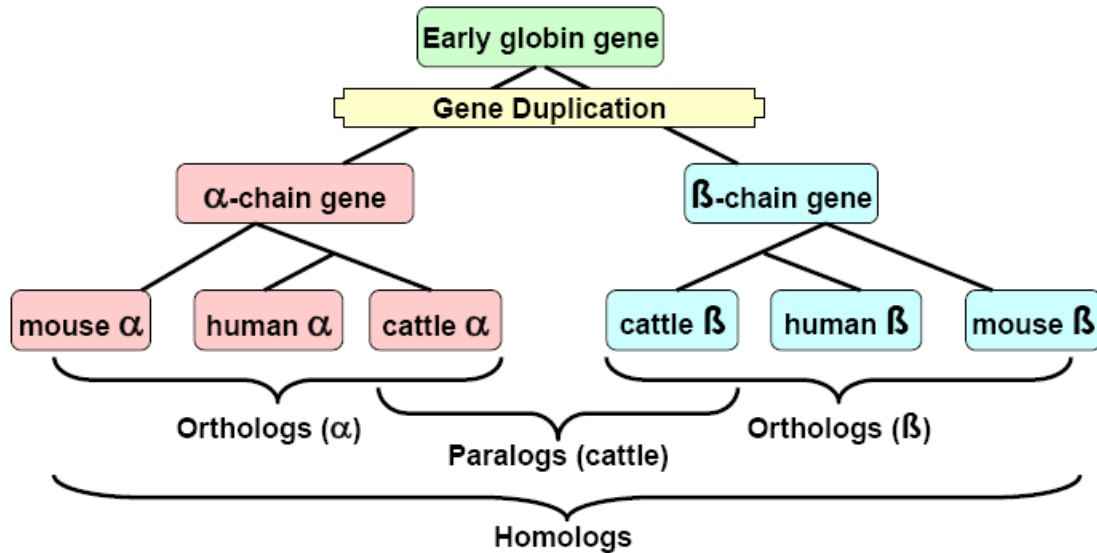 Early globin gene
Gene Duplication
α-chain gene
ß-chain gene
mouse α
human α
cattle α
cattle ß
human ß
mouse ß
Orthologs (α)
Orthologs (ß)
Paralogs (cattle)
Homologs